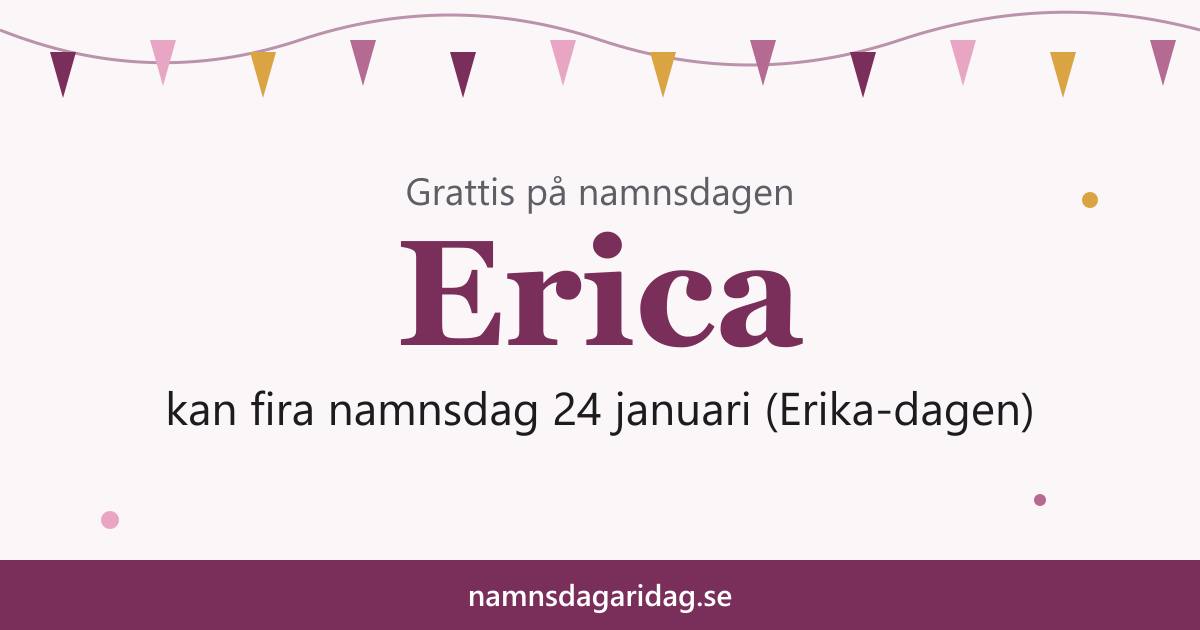 Grattis på namnsdagen
Erica
kan fira namnsdag 24 januari (Erika-dagen)
namnsdagaridag.se